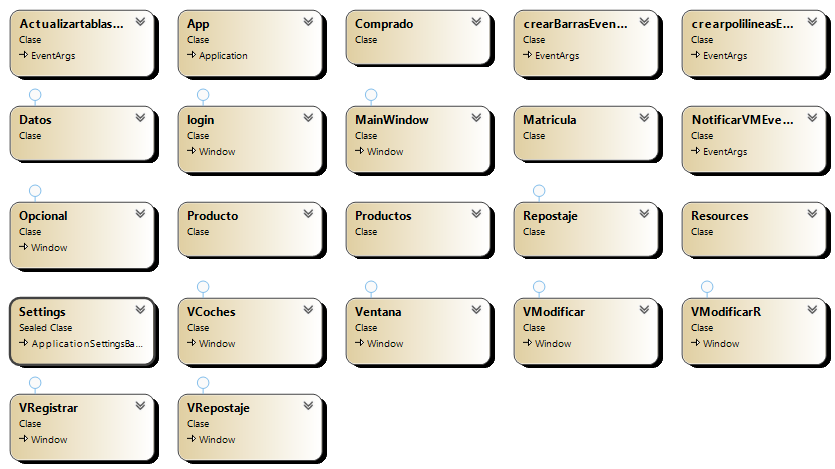 Actualizartablas...
Clase
EventArgs
App
Clase
Application
Comprado
Clase
crearBarrasEven...
Clase
EventArgs
crearpolilineasE...
Clase
EventArgs
Datos
Clase
login
Clase
Window
MainWindow
Clase
Window
Matricula
Clase
NotificarVMEve...
Clase
EventArgs
Opcional
Clase
Window
Producto
Clase
Productos
Clase
Repostaje
Clase
Resources
Clase
Settings
Sealed Clase
ApplicationSettingsBa...
VCoches
Clase
Window
Ventana
Clase
Window
VModificar
Clase
Window
VModificarR
Clase
Window
VRegistrar
Clase
Window
VRepostaje
Clase
Window